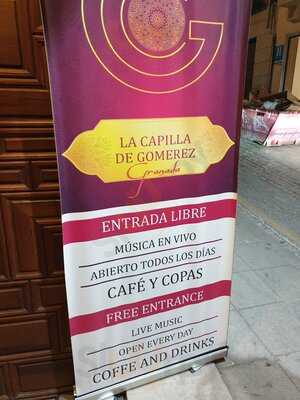 LA CAPILLA
DE GOMEREZ
Granada
ENTRADA LIBRE
MÚSICA EN VIVO
ABIERTO TODOS LOS DÍAS
CAFÉ Y COPAS
FREE ENTRANCE
LIVE MUSIC
OPEN EVERY DAY
COFFE AND DRINKS